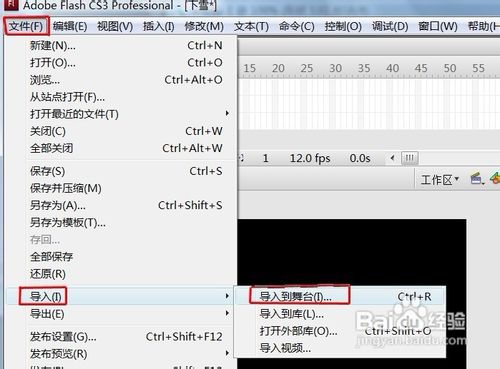 Adobe Flash CS3 Professional - [下雪*]
文件(F) 编辑(E) 视图(V) 插入(I) 修改(M) 文本(T) 命令(C) 控制(O) 调试(D) 窗口(W) 帮助(H)
新建(N)... Ctrl+N
打开(O)... Ctrl+O
浏览... Ctrl+Alt+O
从站点打开(F)...
打开最近的文件(T)
关闭(C) Ctrl+W
全部关闭 Ctrl+Alt+W
保存(S) Ctrl+S
保存并压缩(M)
另存为(A)... Ctrl+Shift+S
另存为模板(T)...
存回...
全部保存
还原(R)
导入(I)
导出(E)
发布设置(G)... Ctrl+Shift+F12
发布预览(R)
5 10 15 20 25 30 35 40 45 50 55
1 12.0 fps 0.0s
工作区
导入到舞台(I)... Ctrl+R
导入到库(L)...
打开外部库(O)... Ctrl+Shift+O
导入视频...
Baidu 经验
jingyan.baidu.com